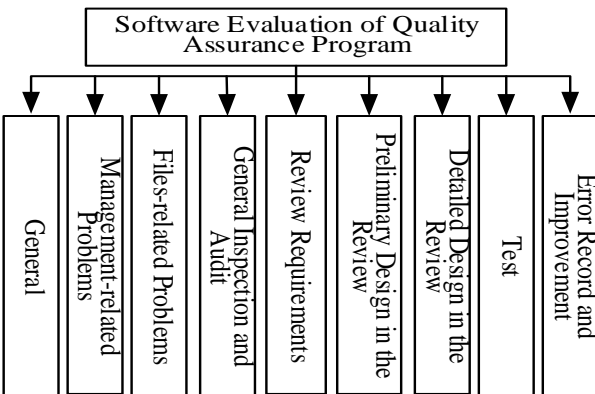 Software Evaluation of Quality
Assurance Program
General
Management-related
Problems
Files-related Problems
General Inspection and
Audit
Review Requirements
Preliminary Design in the
Review
Detailed Design in the
Review
Test
Error Record and
Improvement